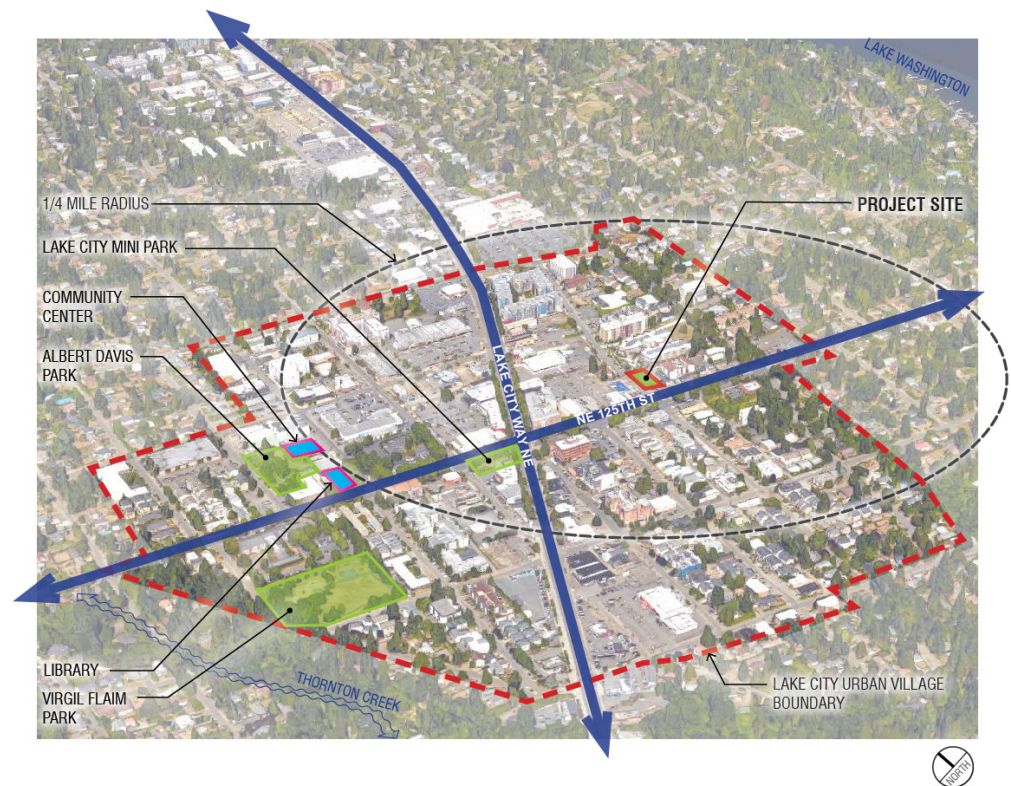 LAKE WASHINGTON
1/4 MILE RADIUS
PROJECT SITE
LAKE CITY MINI PARK
COMMUNITY
CENTER
ALBERT DAVIS
PARK
LAKE CITY WAY NE
NE 125TH ST
LIBRARY
VIRGIL FLAIM
PARK
THORNTON CREEK
LAKE CITY URBAN VILLAGE
BOUNDARY
NORTH